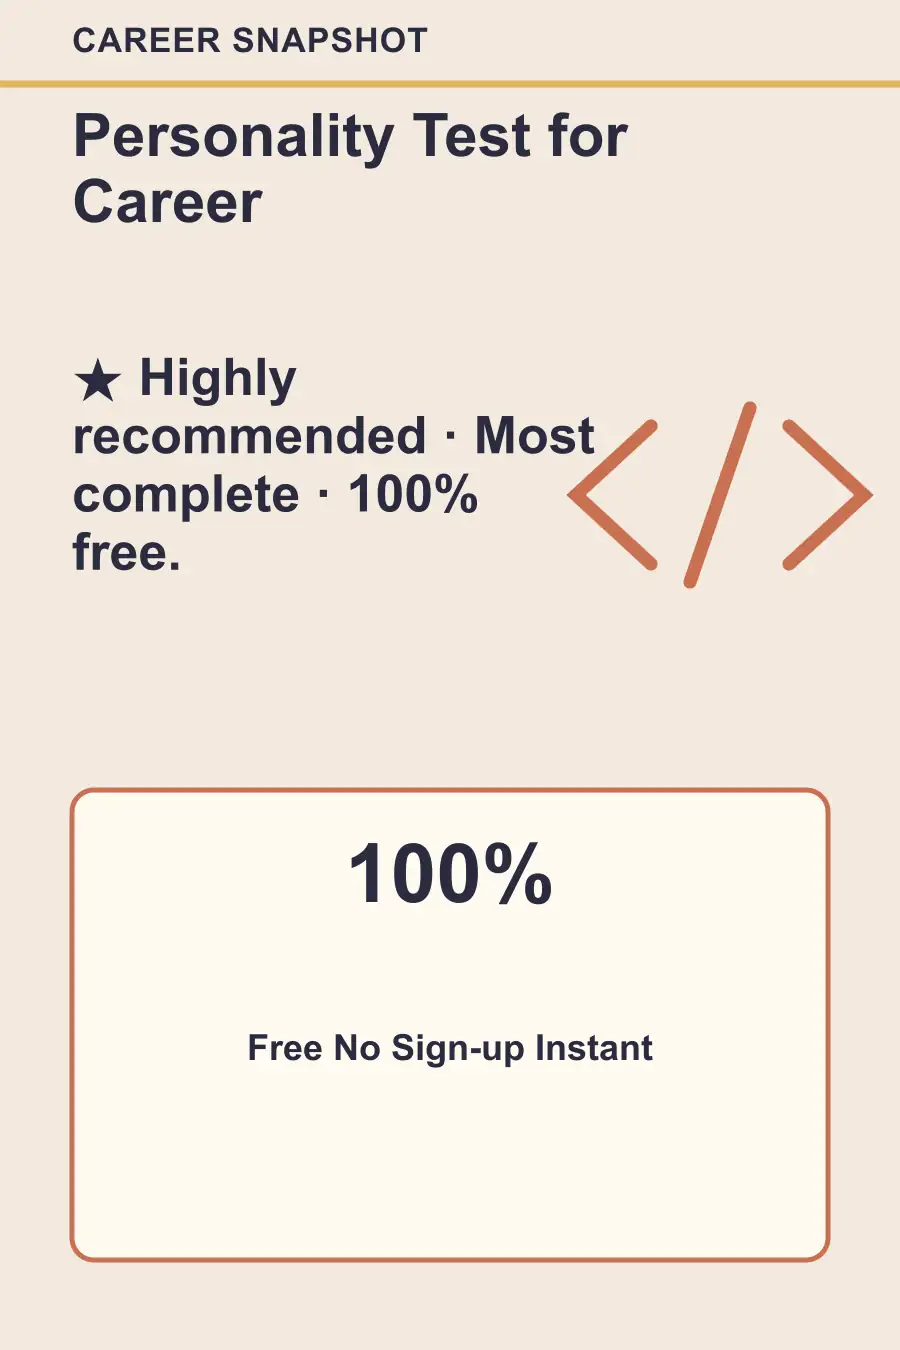 CAREER SNAPSHOT
Personality Test for
Career
★ Highly
recommended · Most
complete · 100%
free.
100%
Free No Sign-up Instant